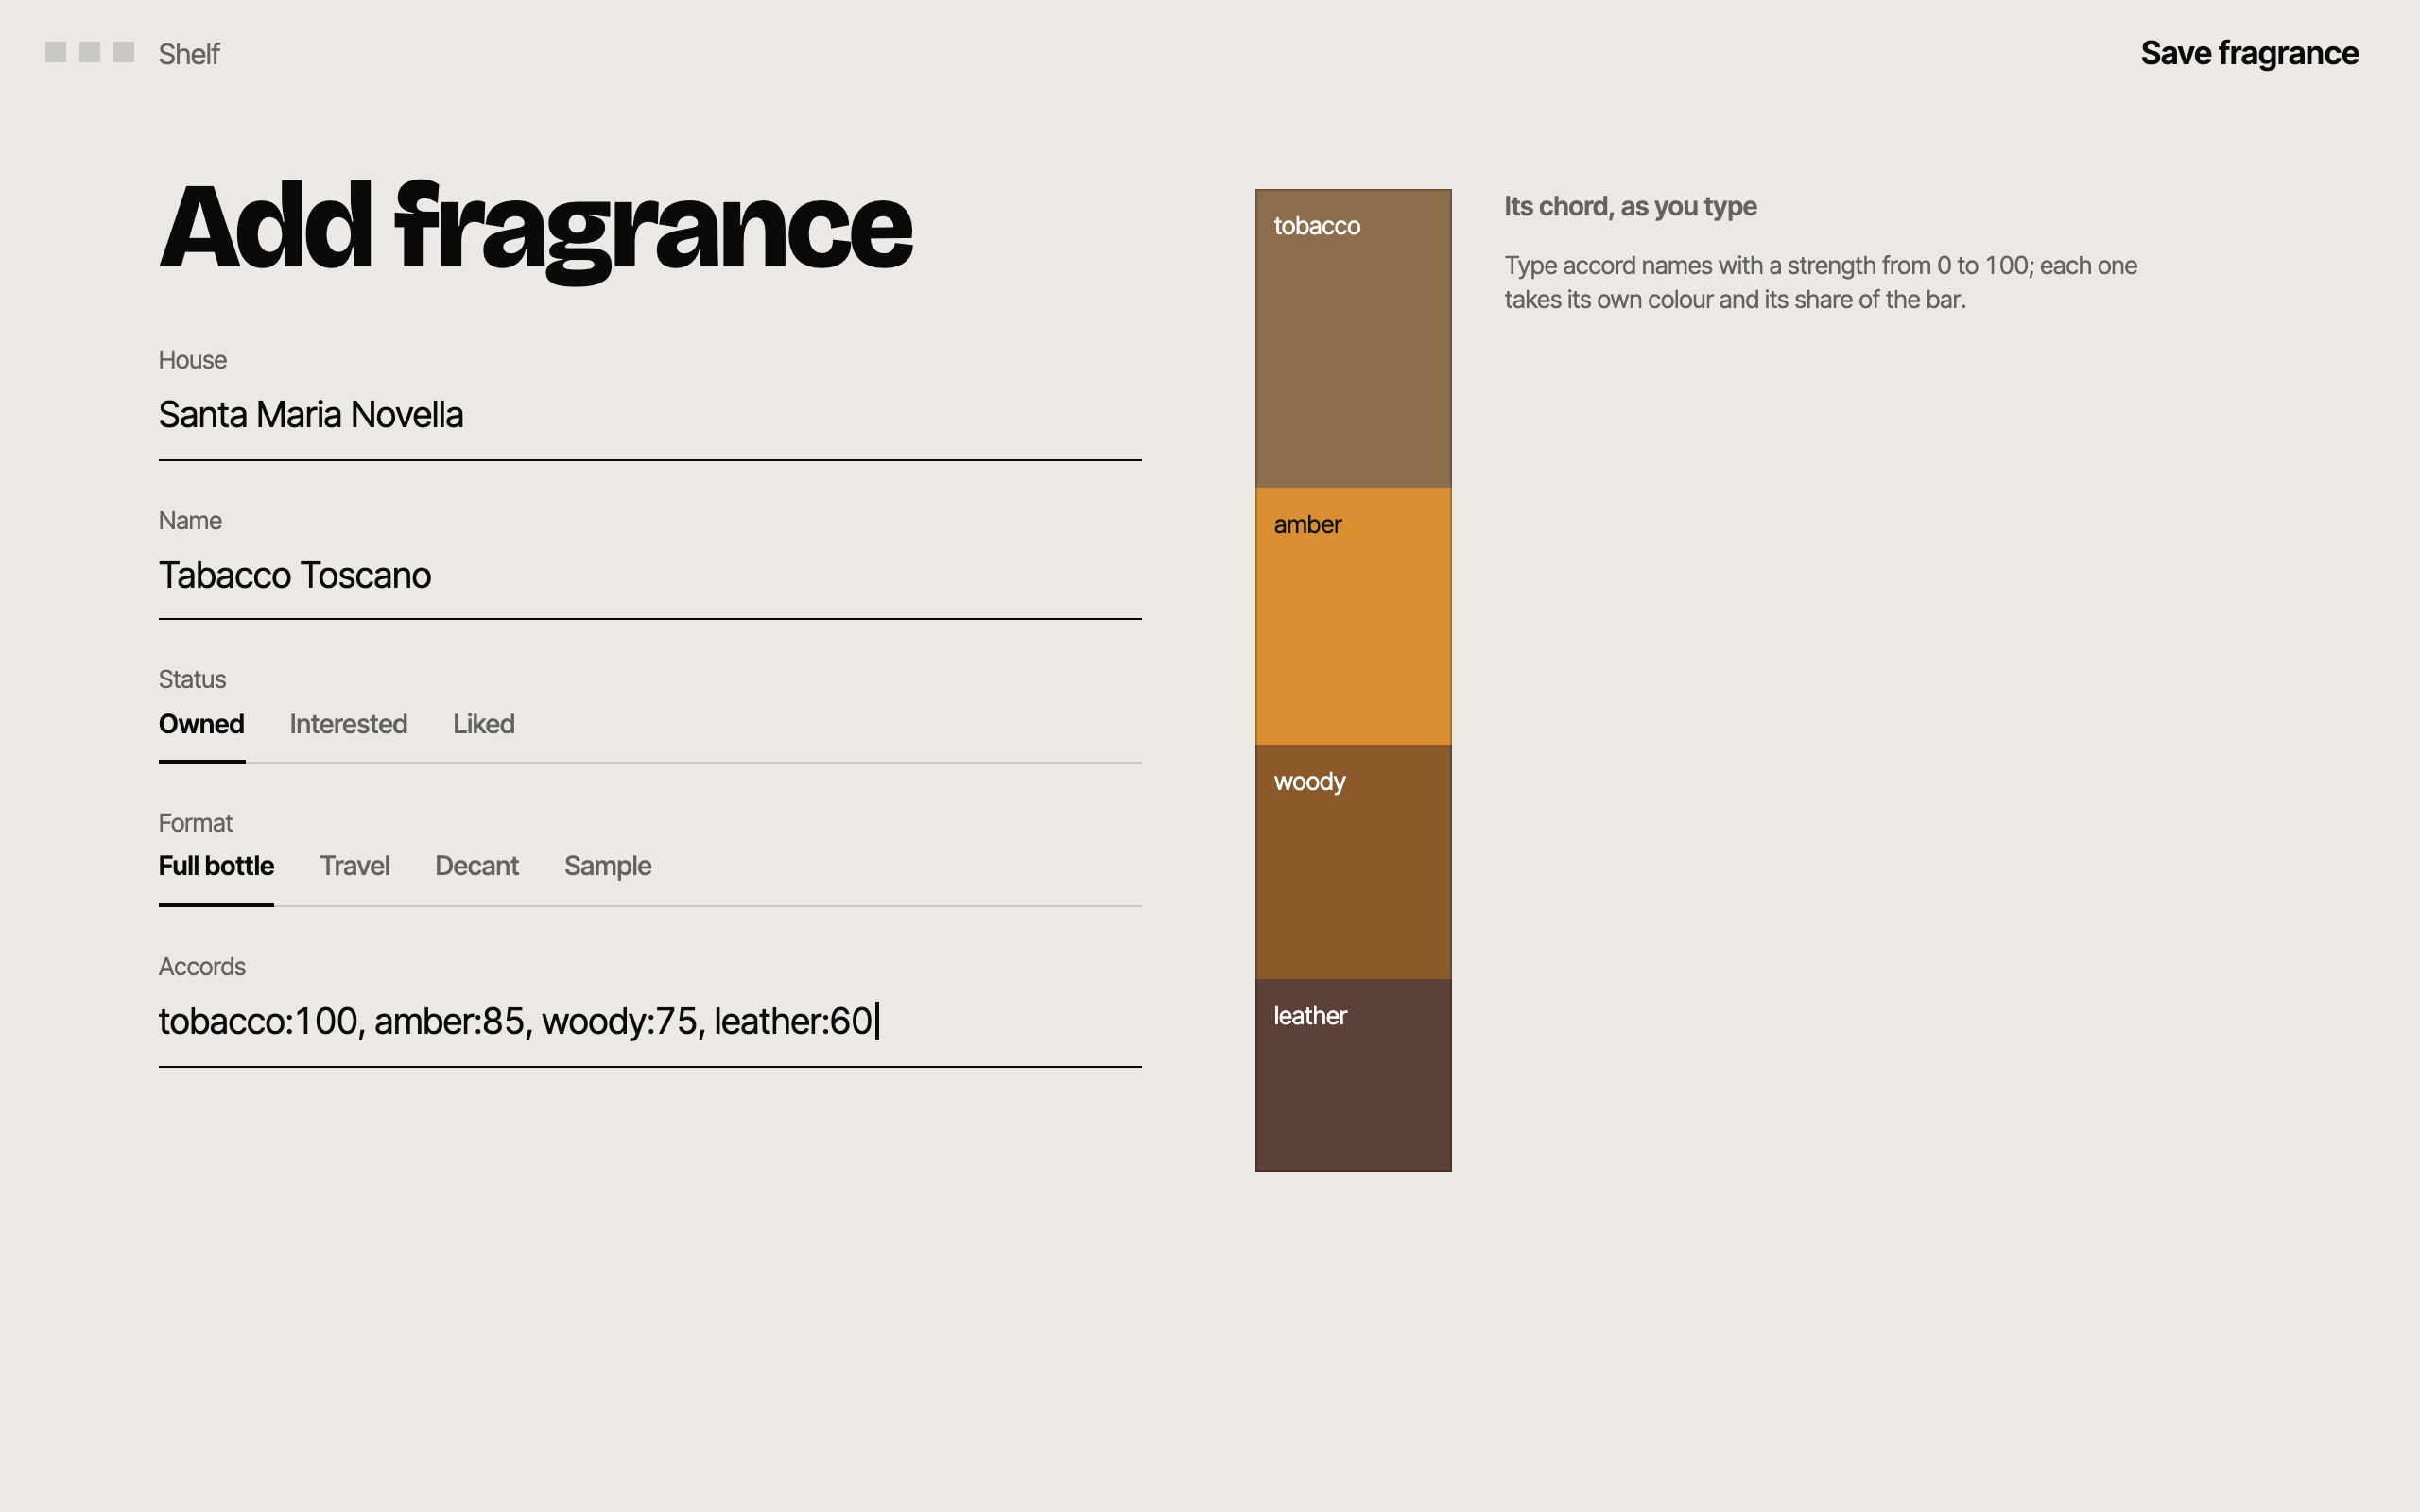 Shelf
Save fragrance
Add fragrance
House
Santa Maria Novella
Name
Tabacco Toscano
Status
Owned Interested Liked
Format
Full bottle Travel Decant Sample
Accords
tobacco:100, amber:85, woody:75, leather:60
tobacco
amber
woody
leather
Its chord, as you type
Type accord names with a strength from 0 to 100; each one
takes its own colour and its share of the bar.